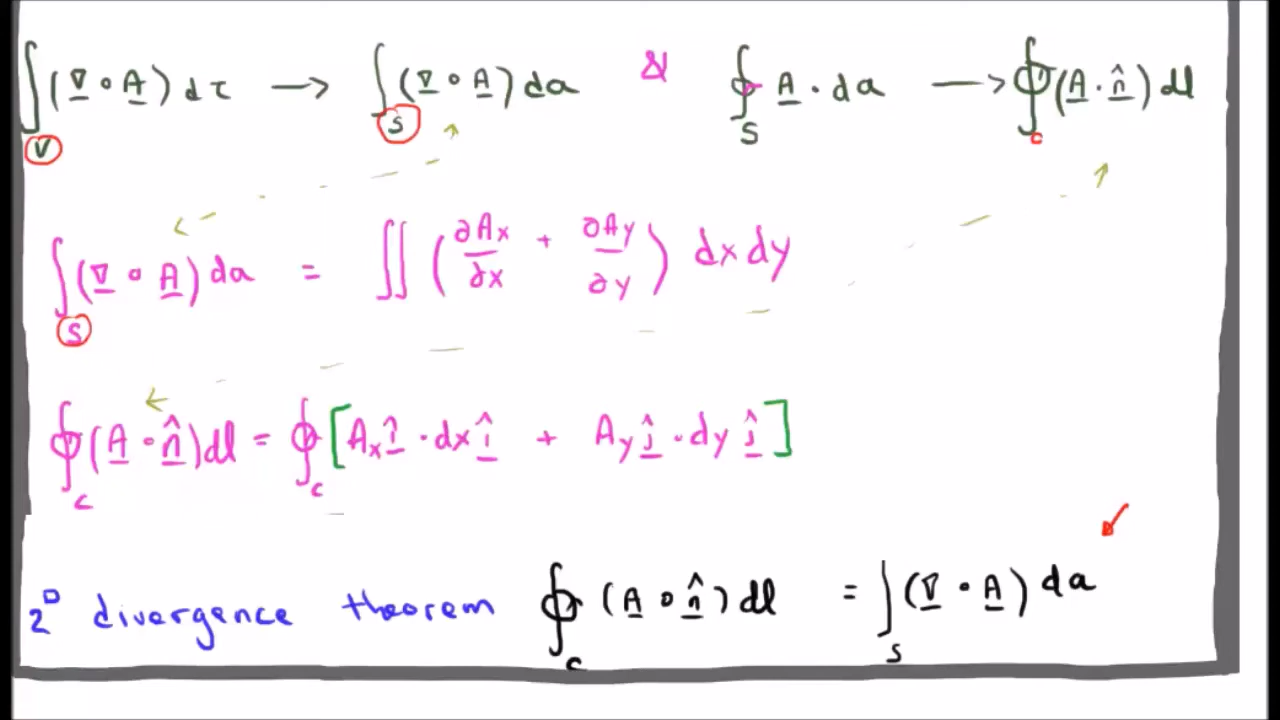 ∫_V (∇ ∘ A) dτ → ∫_S (∇ ∘ A) da & ∮_S A · da → ∮_c (A · n̂) dl
∫_S (∇ ∘ A) da = ∬ (∂Ax/∂x + ∂Ay/∂y) dx dy
∮_c (A ∘ n̂) dl = ∮_c [Ax î · dx î + Ay ĵ · dy ĵ]
2D divergence theorem ∮_c (A ∘ n̂) dl = ∫_S (∇ · A) da